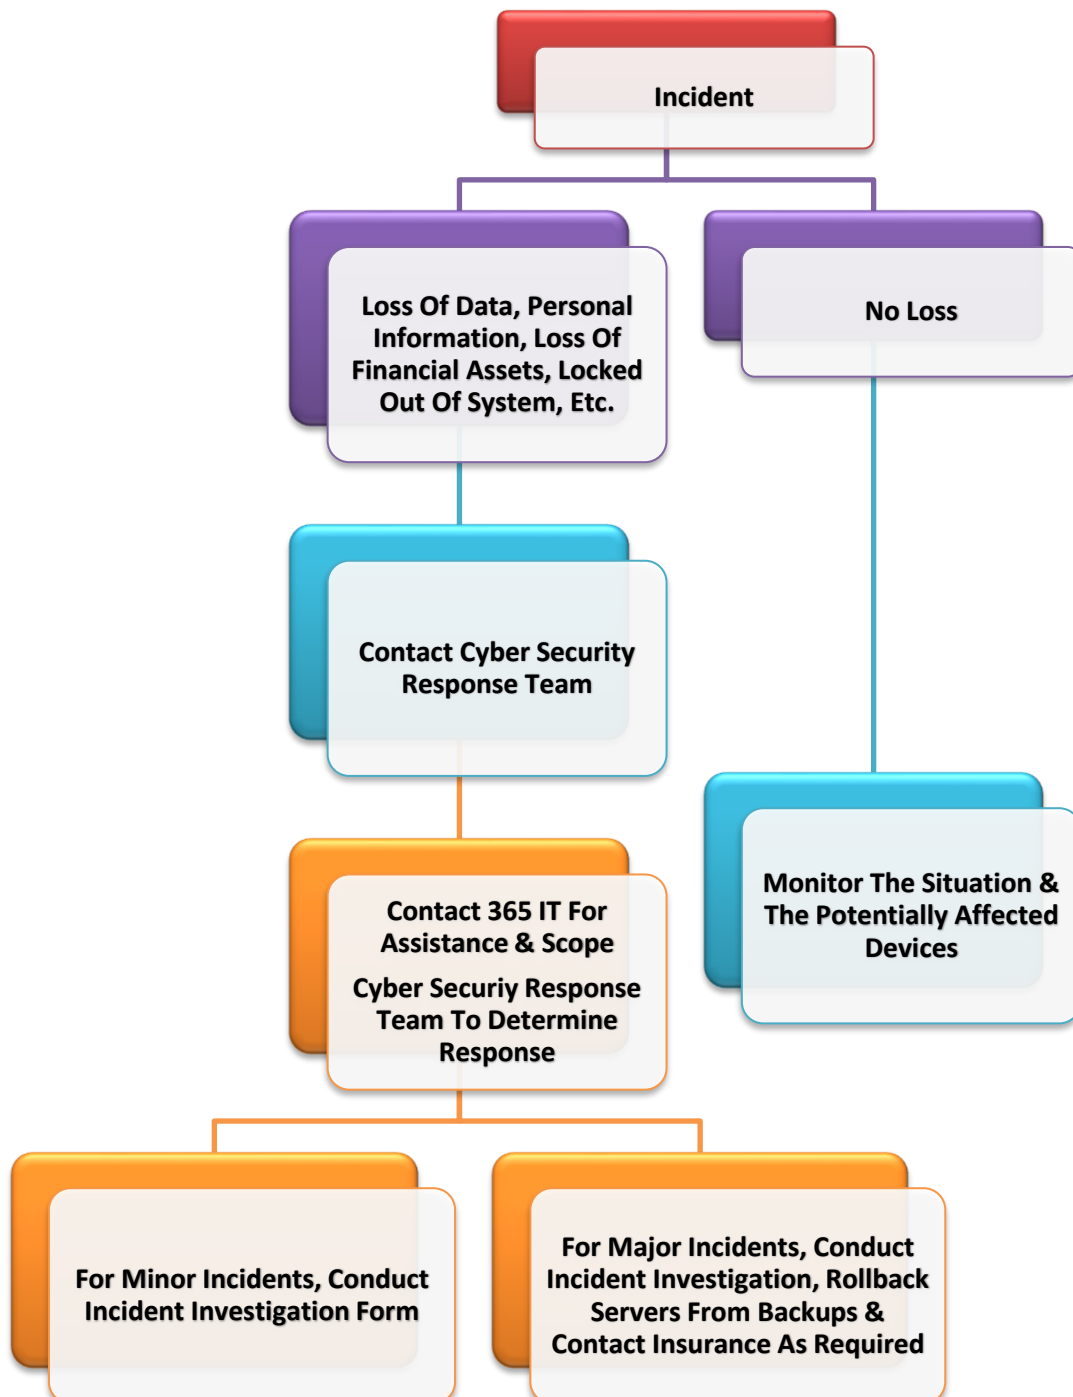 Incident
Loss Of Data, Personal
Information, Loss Of
Financial Assets, Locked
Out Of System, Etc.
No Loss
Contact Cyber Security
Response Team
Monitor The Situation &
The Potentially Affected
Devices
Contact 365 IT For
Assistance & Scope
Cyber Securiy Response
Team To Determine
Response
For Minor Incidents, Conduct
Incident Investigation Form
For Major Incidents, Conduct
Incident Investigation, Rollback
Servers From Backups &
Contact Insurance As Required